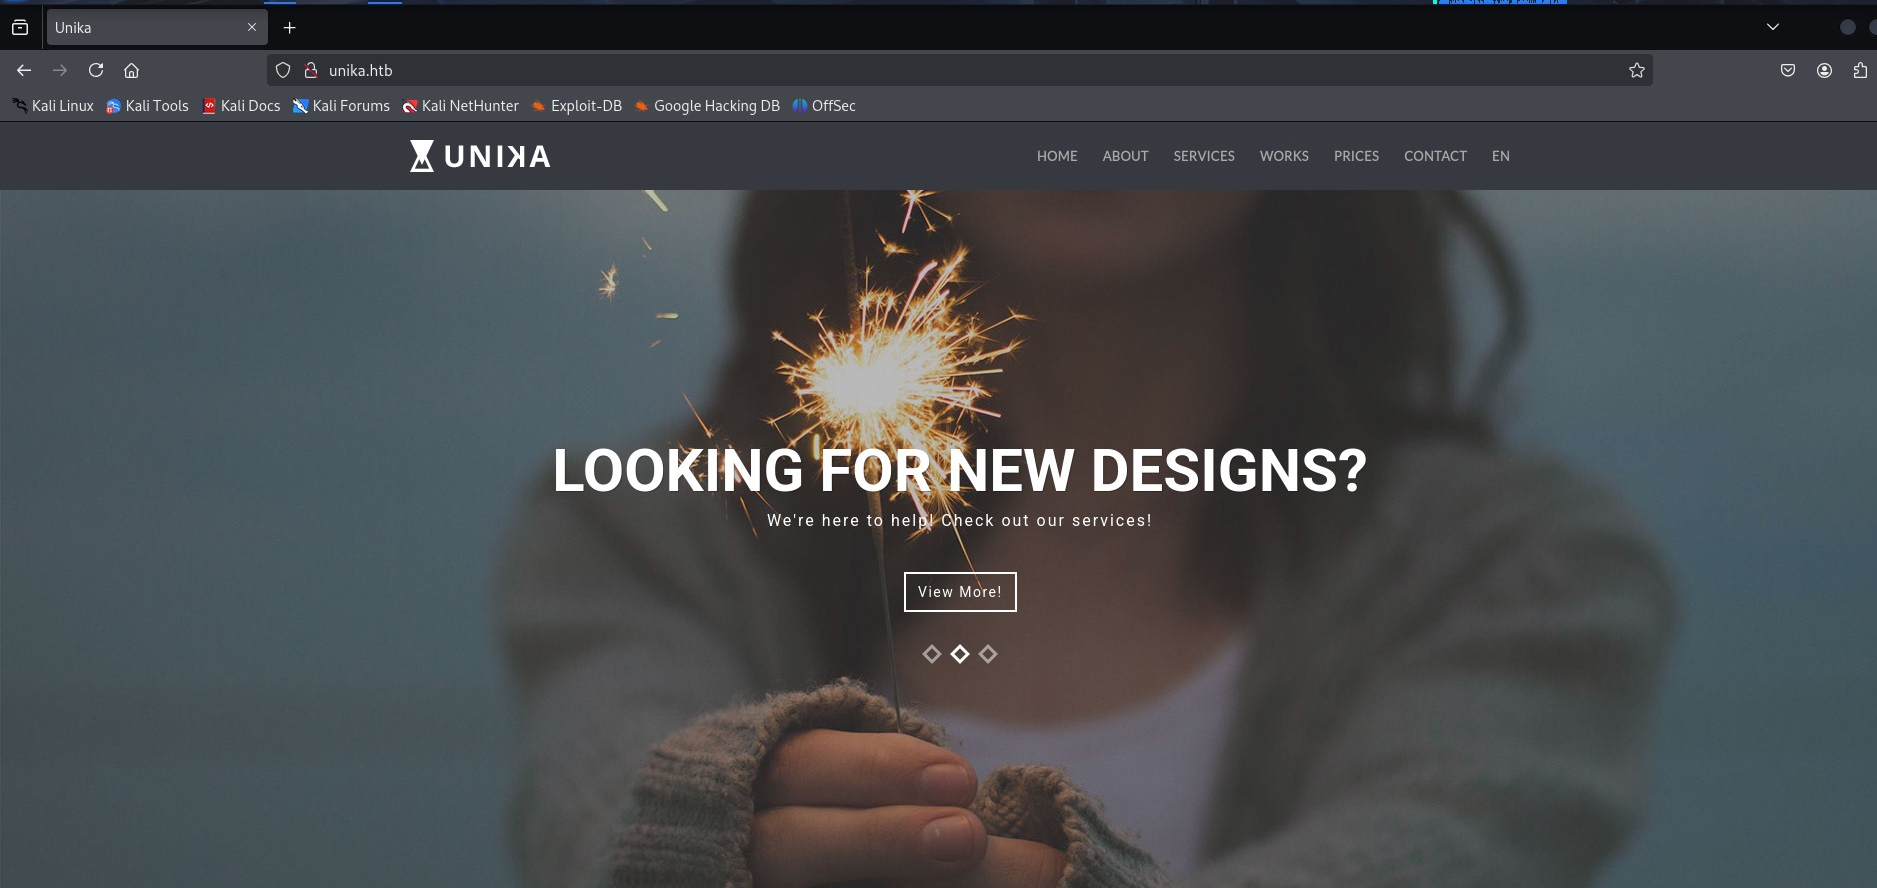 Unika
unika.htb
Kali Linux Kali Tools Kali Docs Kali Forums Kali NetHunter Exploit-DB Google Hacking DB OffSec
UNIKA HOME ABOUT SERVICES WORKS PRICES CONTACT EN
LOOKING FOR NEW DESIGNS?
We're here to help! Check out our services!
View More!